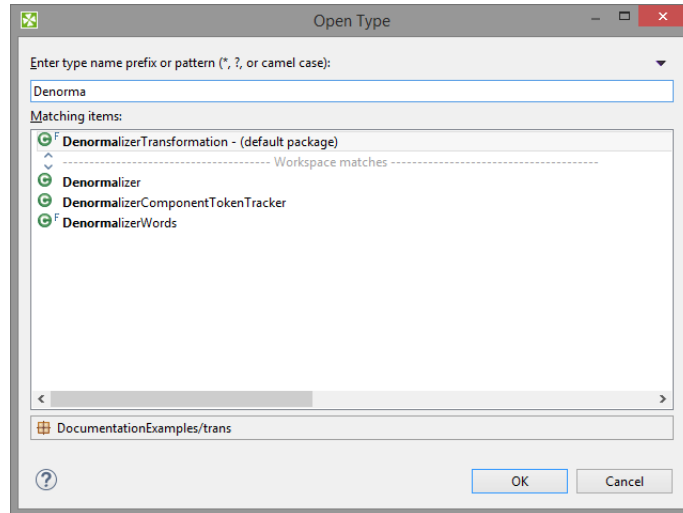 Open Type
Enter type name prefix or pattern (*, ?, or camel case):
Denorma
Matching items:
F DenormalizerTransformation - (default package)
Workspace matches
Denormalizer
DenormalizerComponentTokenTracker
F DenormalizerWords
DocumentationExamples/trans
? OK Cancel